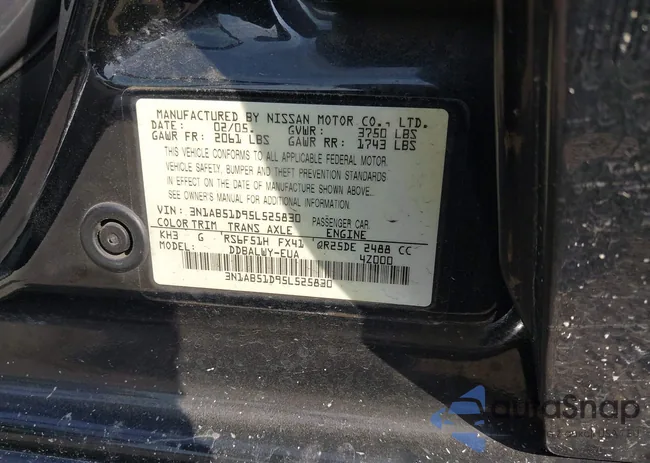 MANUFACTURED BY NISSAN MOTOR CO., LTD.
DATE: 02/05 GVWR: 3750 LBS
GAWR FR: 2061 LBS GAWR RR: 1743 LBS
THIS VEHICLE CONFORMS TO ALL APPLICABLE FEDERAL MOTOR
VEHICLE SAFETY, BUMPER AND THEFT PREVENTION STANDARDS
IN EFFECT ON THE DATE OF MANUFACTURE SHOWN ABOVE.
SEE OWNER'S MANUAL FOR ADDITIONAL INFORMATION.
VIN: 3N1AB51D95L525830 PASSENGER CAR
COLOR TRIM TRANS AXLE ENGINE
KH3 G RS6F51H FX41 QR25DE 2488 CC
MODEL: DDBALWY-EUA 4Z000
3N1AB51D95L525830
autoSnap